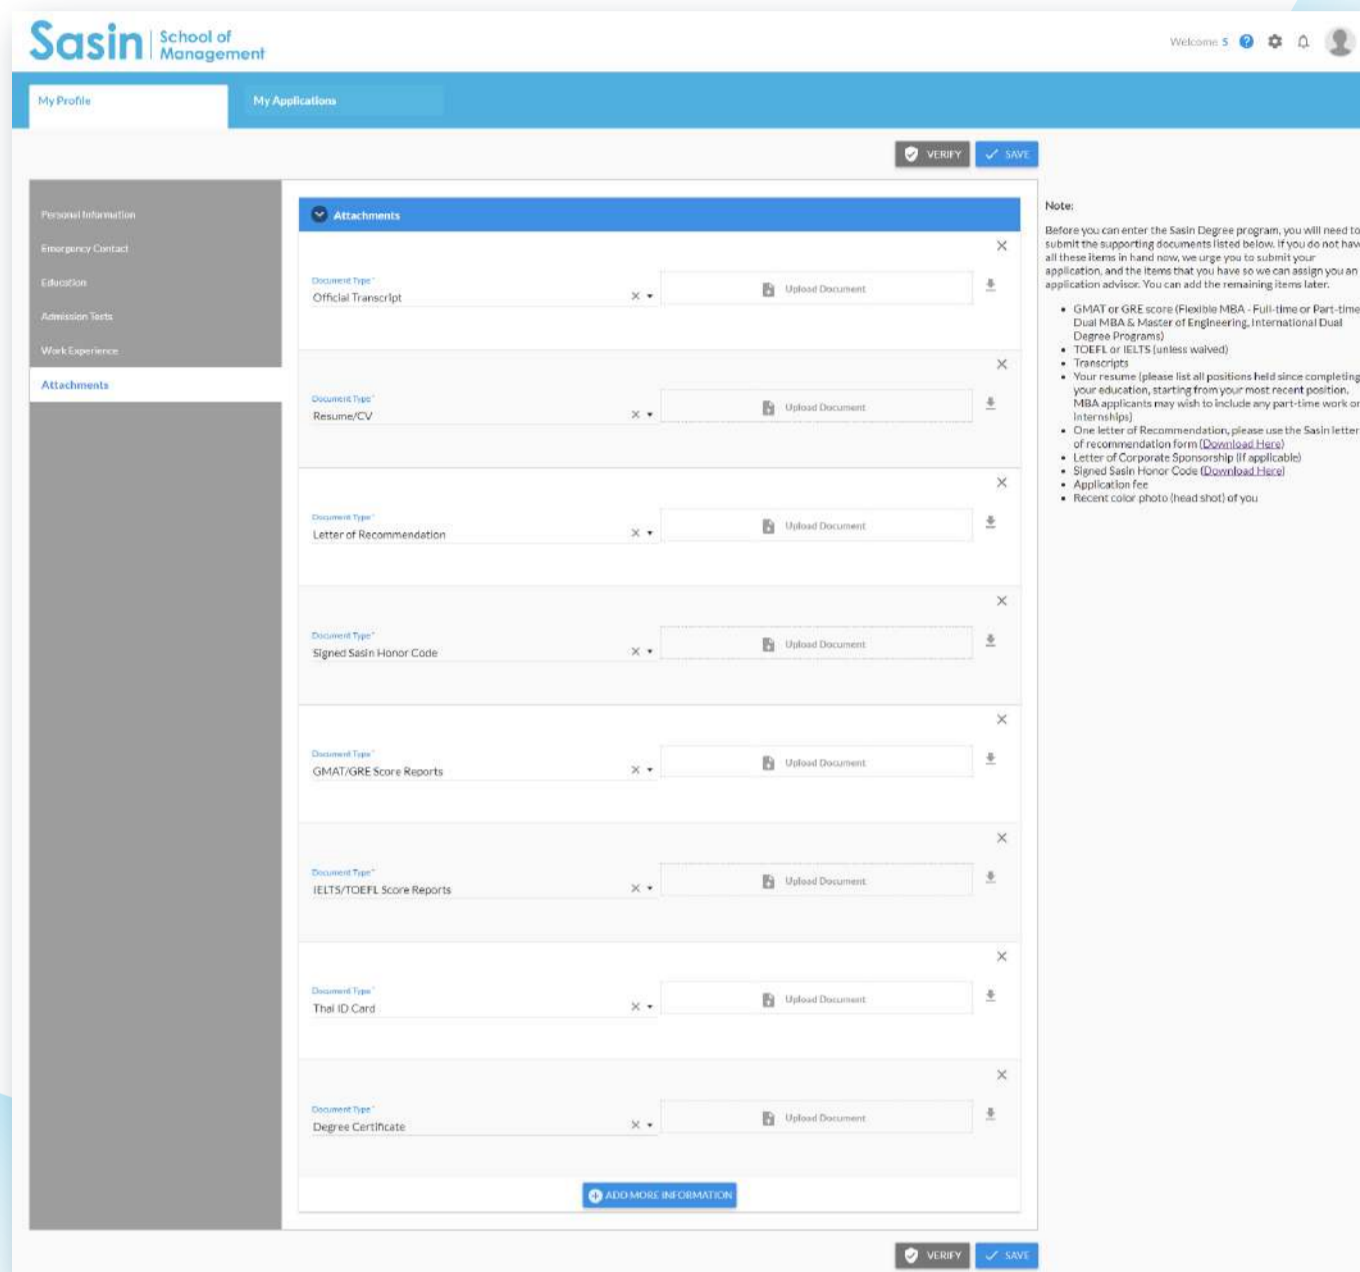 Sasin School of
Management
Welcome S
My Profile
My Applications
VERIFY
SAVE
Personal Information
Emergency Contact
Education
Admission Tests
Work Experience
Attachments
Attachments
Document Type *
Official Transcript
Upload Document
Document Type *
Resume/CV
Upload Document
Document Type *
Letter of Recommendation
Upload Document
Document Type *
Signed Sasin Honor Code
Upload Document
Document Type *
GMAT/GRE Score Reports
Upload Document
Document Type *
IELTS/TOEFL Score Reports
Upload Document
Document Type *
Thai ID Card
Upload Document
Document Type *
Degree Certificate
Upload Document
ADD MORE INFORMATION
Note:
Before you can enter the Sasin Degree program, you will need to
submit the supporting documents listed below. If you do not hav
all these items in hand now, we urge you to submit your
application, and the items that you have so we can assign you an
application advisor. You can add the remaining items later.
• GMAT or GRE score (Flexible MBA - Full-time or Part-time
Dual MBA & Master of Engineering, International Dual
Degree Programs)
• TOEFL or IELTS (unless waived)
• Transcripts
• Your resume (please list all positions held since completing
your education, starting from your most recent position.
MBA applicants may wish to include any part-time work or
internships)
• One letter of Recommendation, please use the Sasin letter
of recommendation form (Download Here)
• Letter of Corporate Sponsorship (if applicable)
• Signed Sasin Honor Code (Download Here)
• Application fee
• Recent color photo (head shot) of you
VERIFY
SAVE